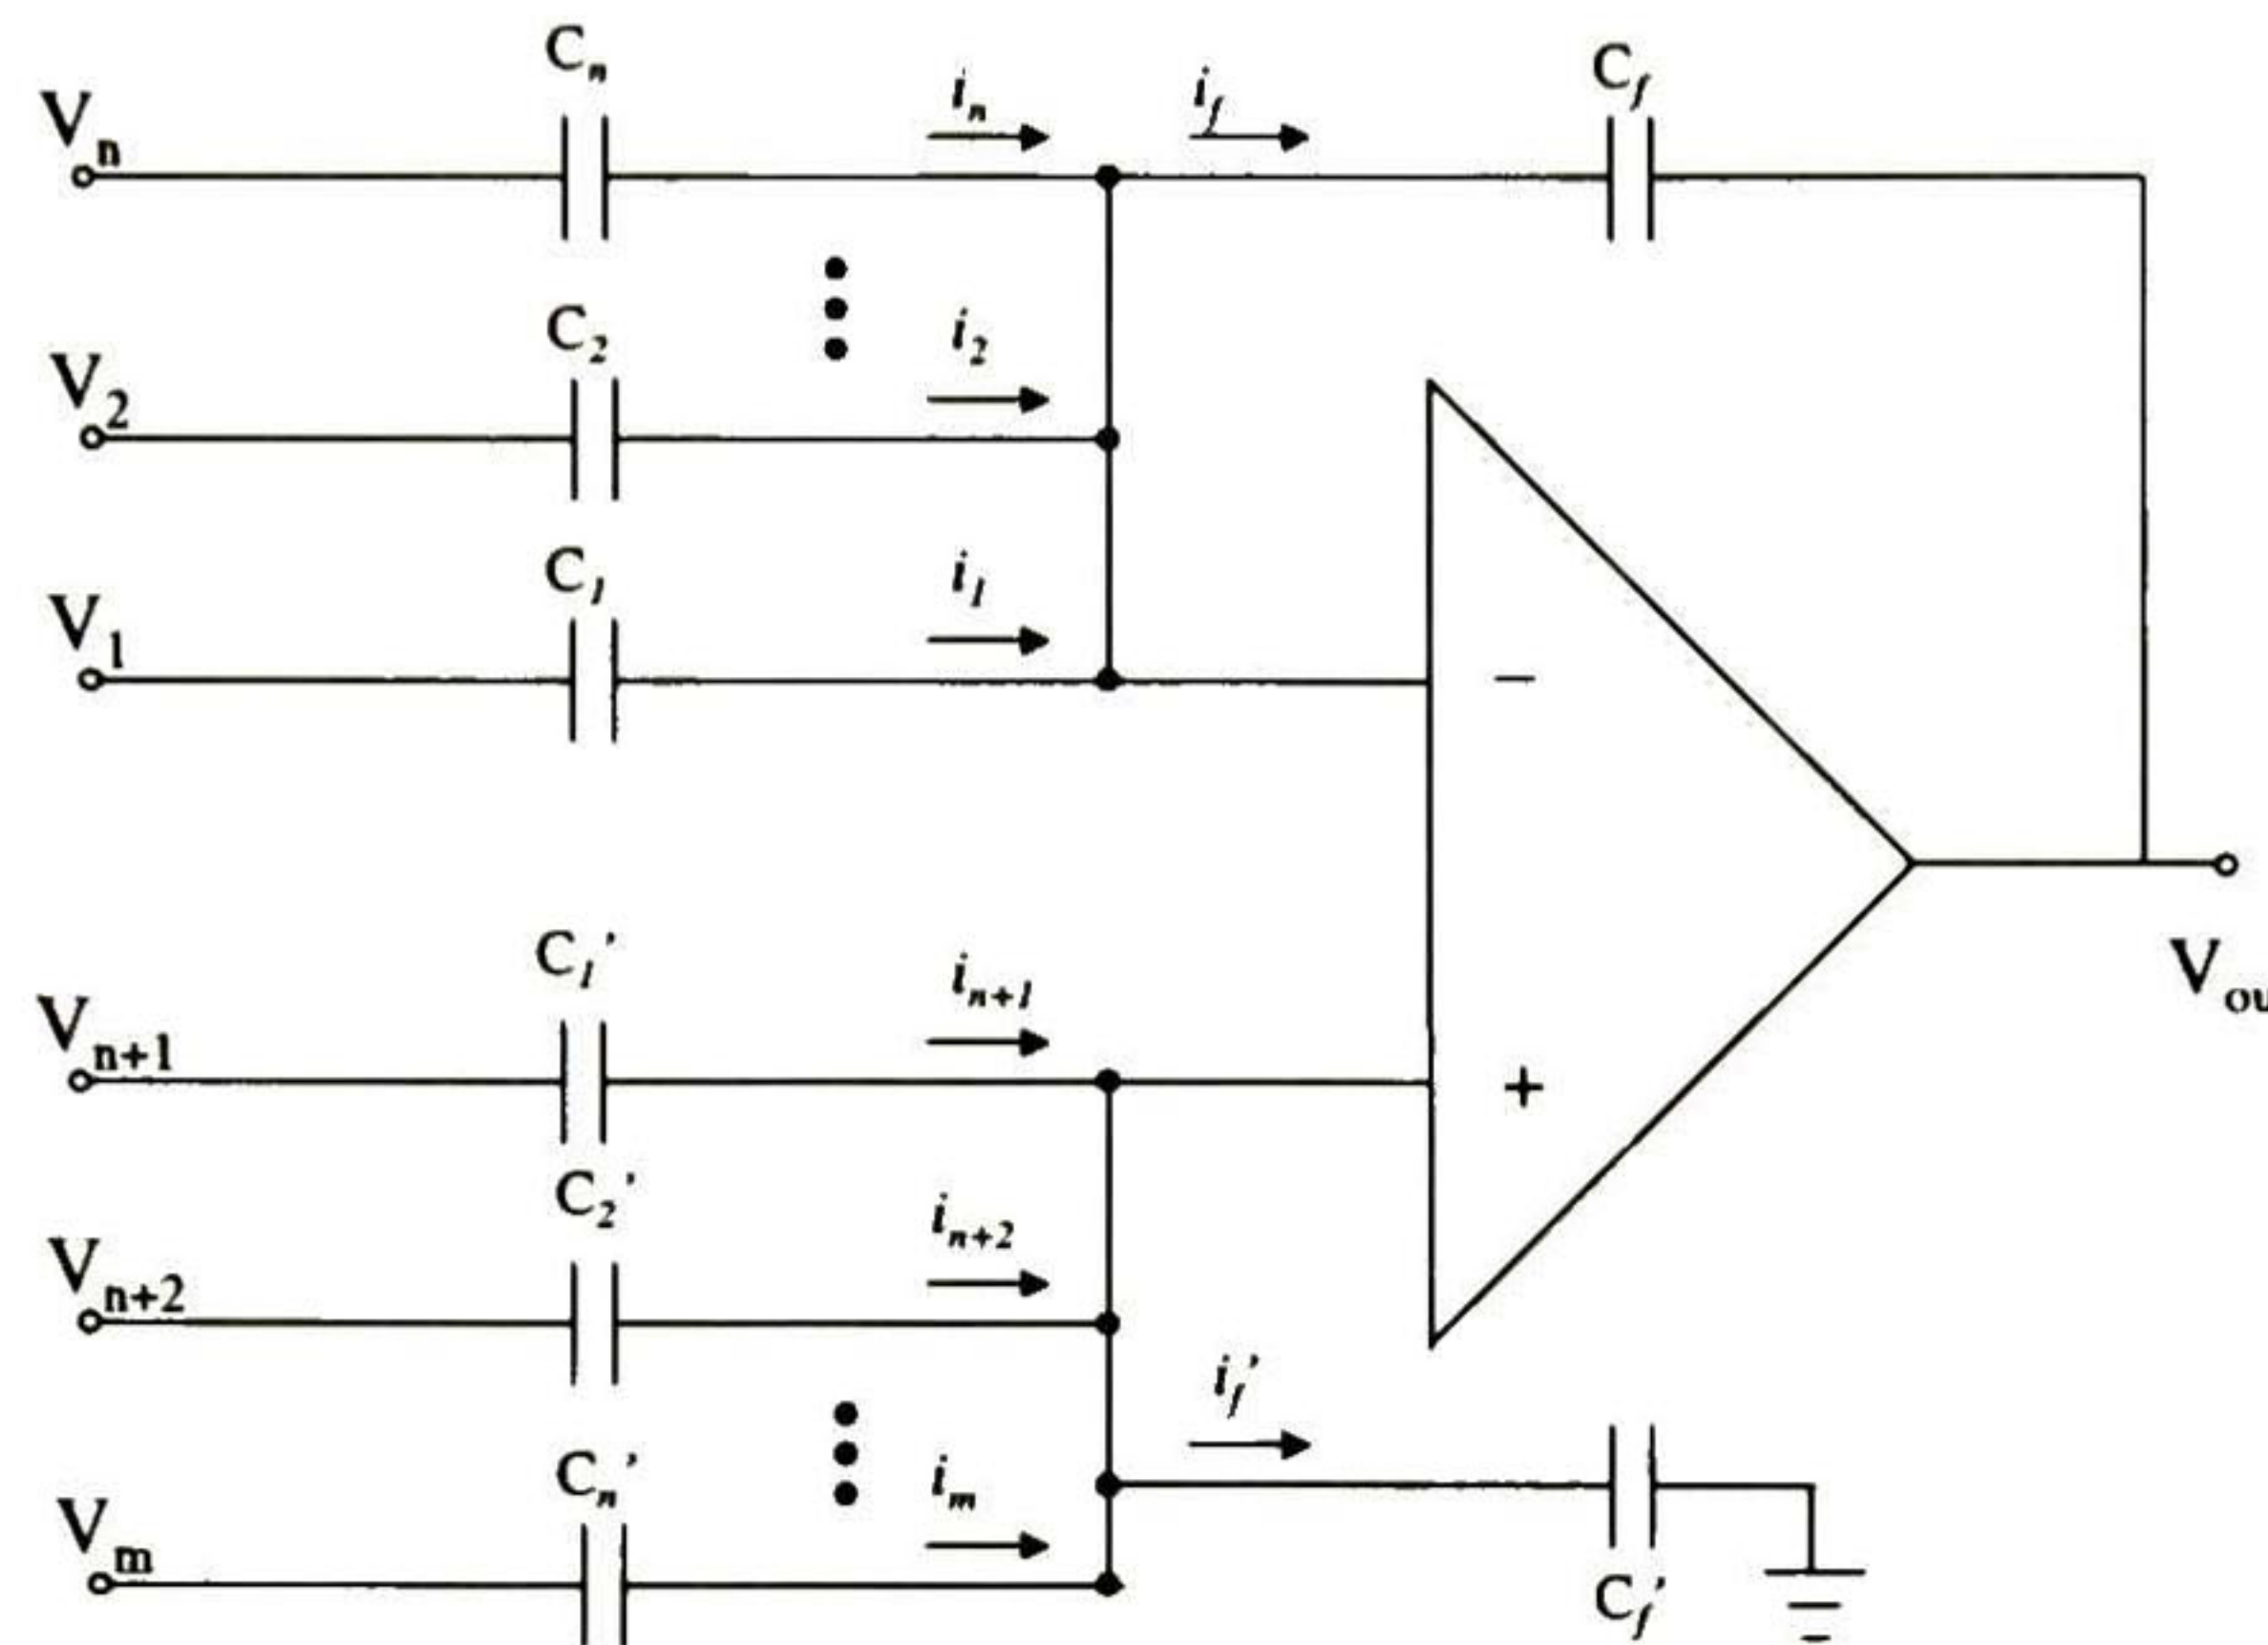 Cn
Cf
in
if
Vn
C2
i2
V2
C1
i1
V1
−
C1’
in+1
Vn+1
Vou
+
C2’
in+2
Vn+2
if’
Cn’
im
Vm
Cf’